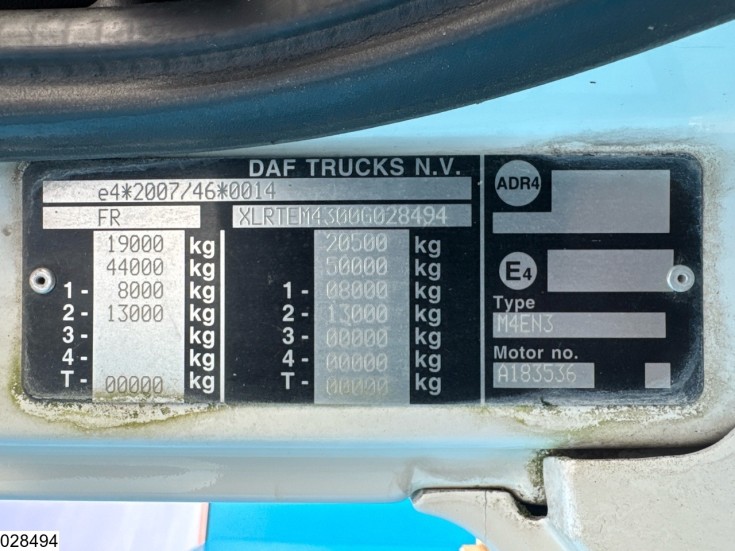 DAF TRUCKS N.V.
e4*2007/46*0014
FR XLRTEM4300G028494
19000 kg 20500 kg
44000 kg 50000 kg
1- 8000 kg 1- 08000 kg
2- 13000 kg 2- 13000 kg
3- kg 3- 00000 kg
4- kg 4- 00000 kg
T- 00000 kg T- 00000 kg
ADR4
E4
Type
M4EN3
Motor no.
A183536
028494